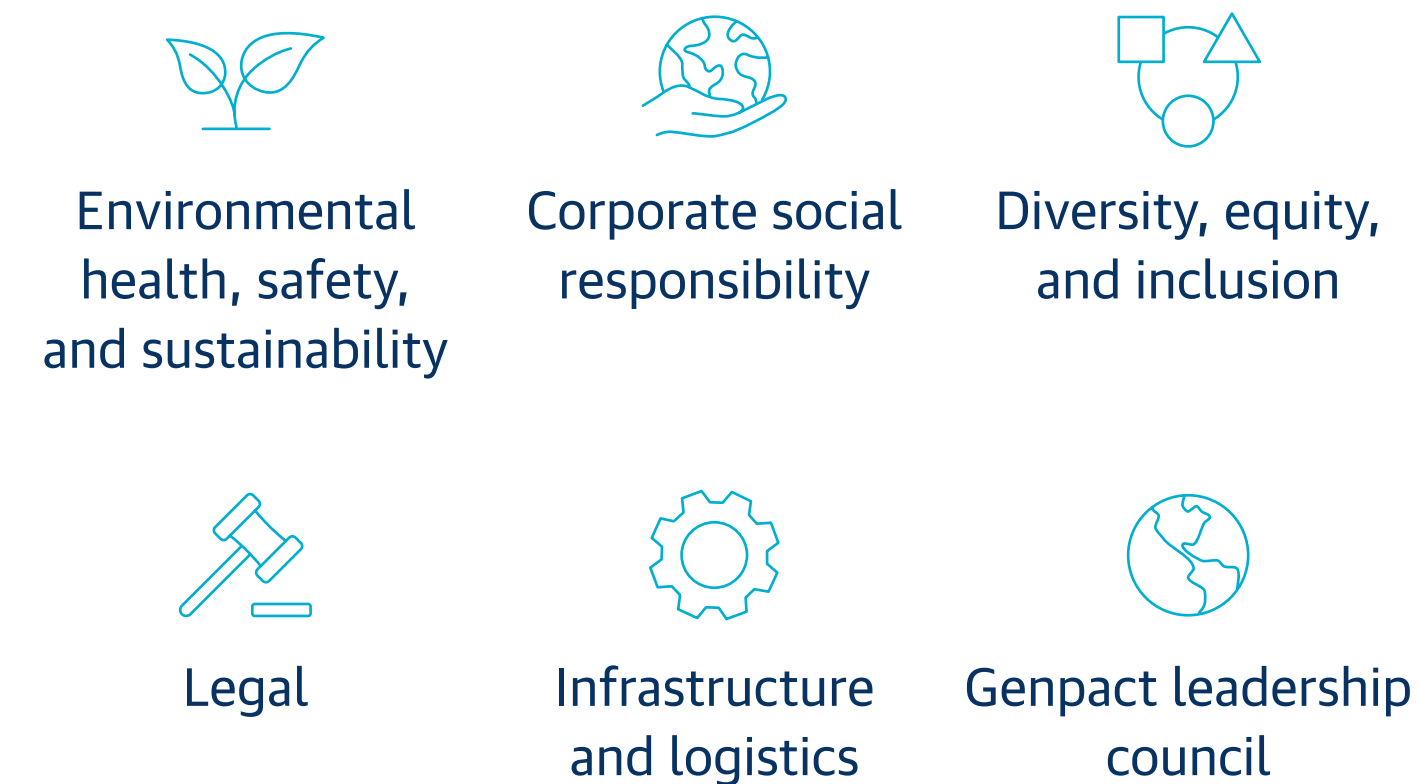 Environmental
health, safety,
and sustainability
Corporate social
responsibility
Diversity, equity,
and inclusion
Legal
Infrastructure
and logistics
Genpact leadership
council